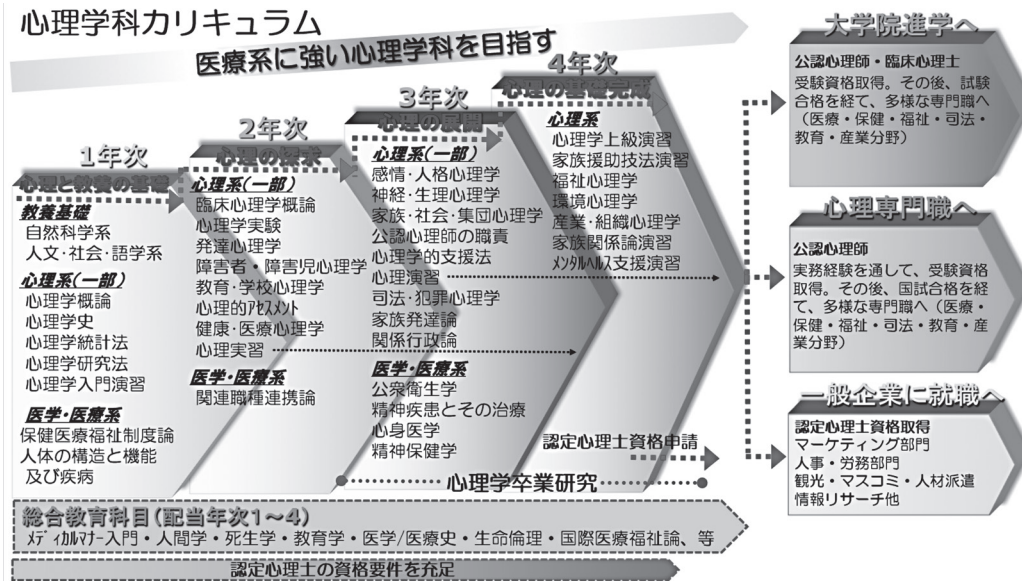 心理学科カリキュラム
医療系に強い心理学科を目指す
1年次
心理と教養の基礎
教養基礎
自然科学系
人文・社会・語学系
心理系(一部)
心理学概論
心理学史
心理学統計法
心理学研究法
心理学入門演習
医学・医療系
保健医療福祉制度論
人体の構造と機能
及び疾病
2年次
心理の探求
心理系(一部)
臨床心理学概論
心理学実験
発達心理学
障害者・障害児心理学
教育・学校心理学
心理的アセスメント
健康・医療心理学
心理実習
医学・医療系
関連職種連携論
3年次
心理の展開
心理系(一部)
感情・人格心理学
神経・生理心理学
家族・社会・集団心理学
公認心理師の職責
心理学的支援法
心理演習
司法・犯罪心理学
家族発達論
関係行政論
医学・医療系
公衆衛生学
精神疾患とその治療
心身医学
精神保健学
4年次
心理の基礎完成
心理系
心理学上級演習
家族援助技法演習
福祉心理学
環境心理学
産業・組織心理学
家族関係論演習
メンタルヘルス支援演習
認定心理士資格申請
心理学卒業研究
総合教育科目(配当年次1~4)
メディカルマナー入門・人間学・死生学・教育学・医学/医療史・生命倫理・国際医療福祉論、等
認定心理士の資格要件を充足
大学院進学へ
公認心理師・臨床心理士
受験資格取得。その後、試験
合格を経て、多様な専門職へ
(医療・保健・福祉・司法・
教育・産業分野)
心理専門職へ
公認心理師
実務経験を通して、受験資格
取得。その後、国試合格を経
て、多様な専門職へ(医療・
保健・福祉・司法・教育・産
業分野)
一般企業に就職へ
認定心理士資格取得
マーケティング部門
人事・労務部門
観光・マスコミ・人材派遣
情報リサーチ他